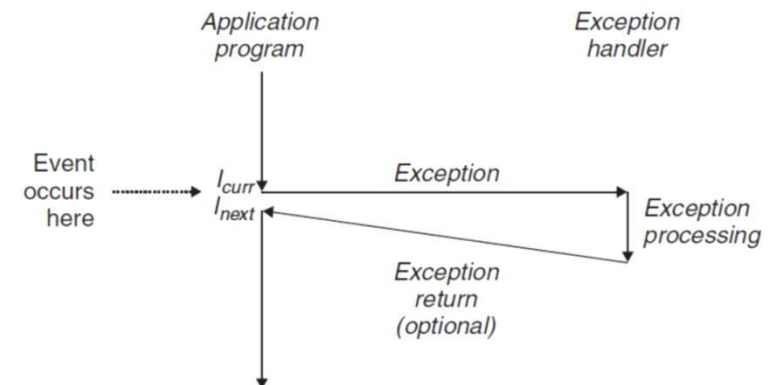 Application
program
Exception
handler
Event
occurs
here
Icurr
Inext
Exception
Exception
processing
Exception
return
(optional)